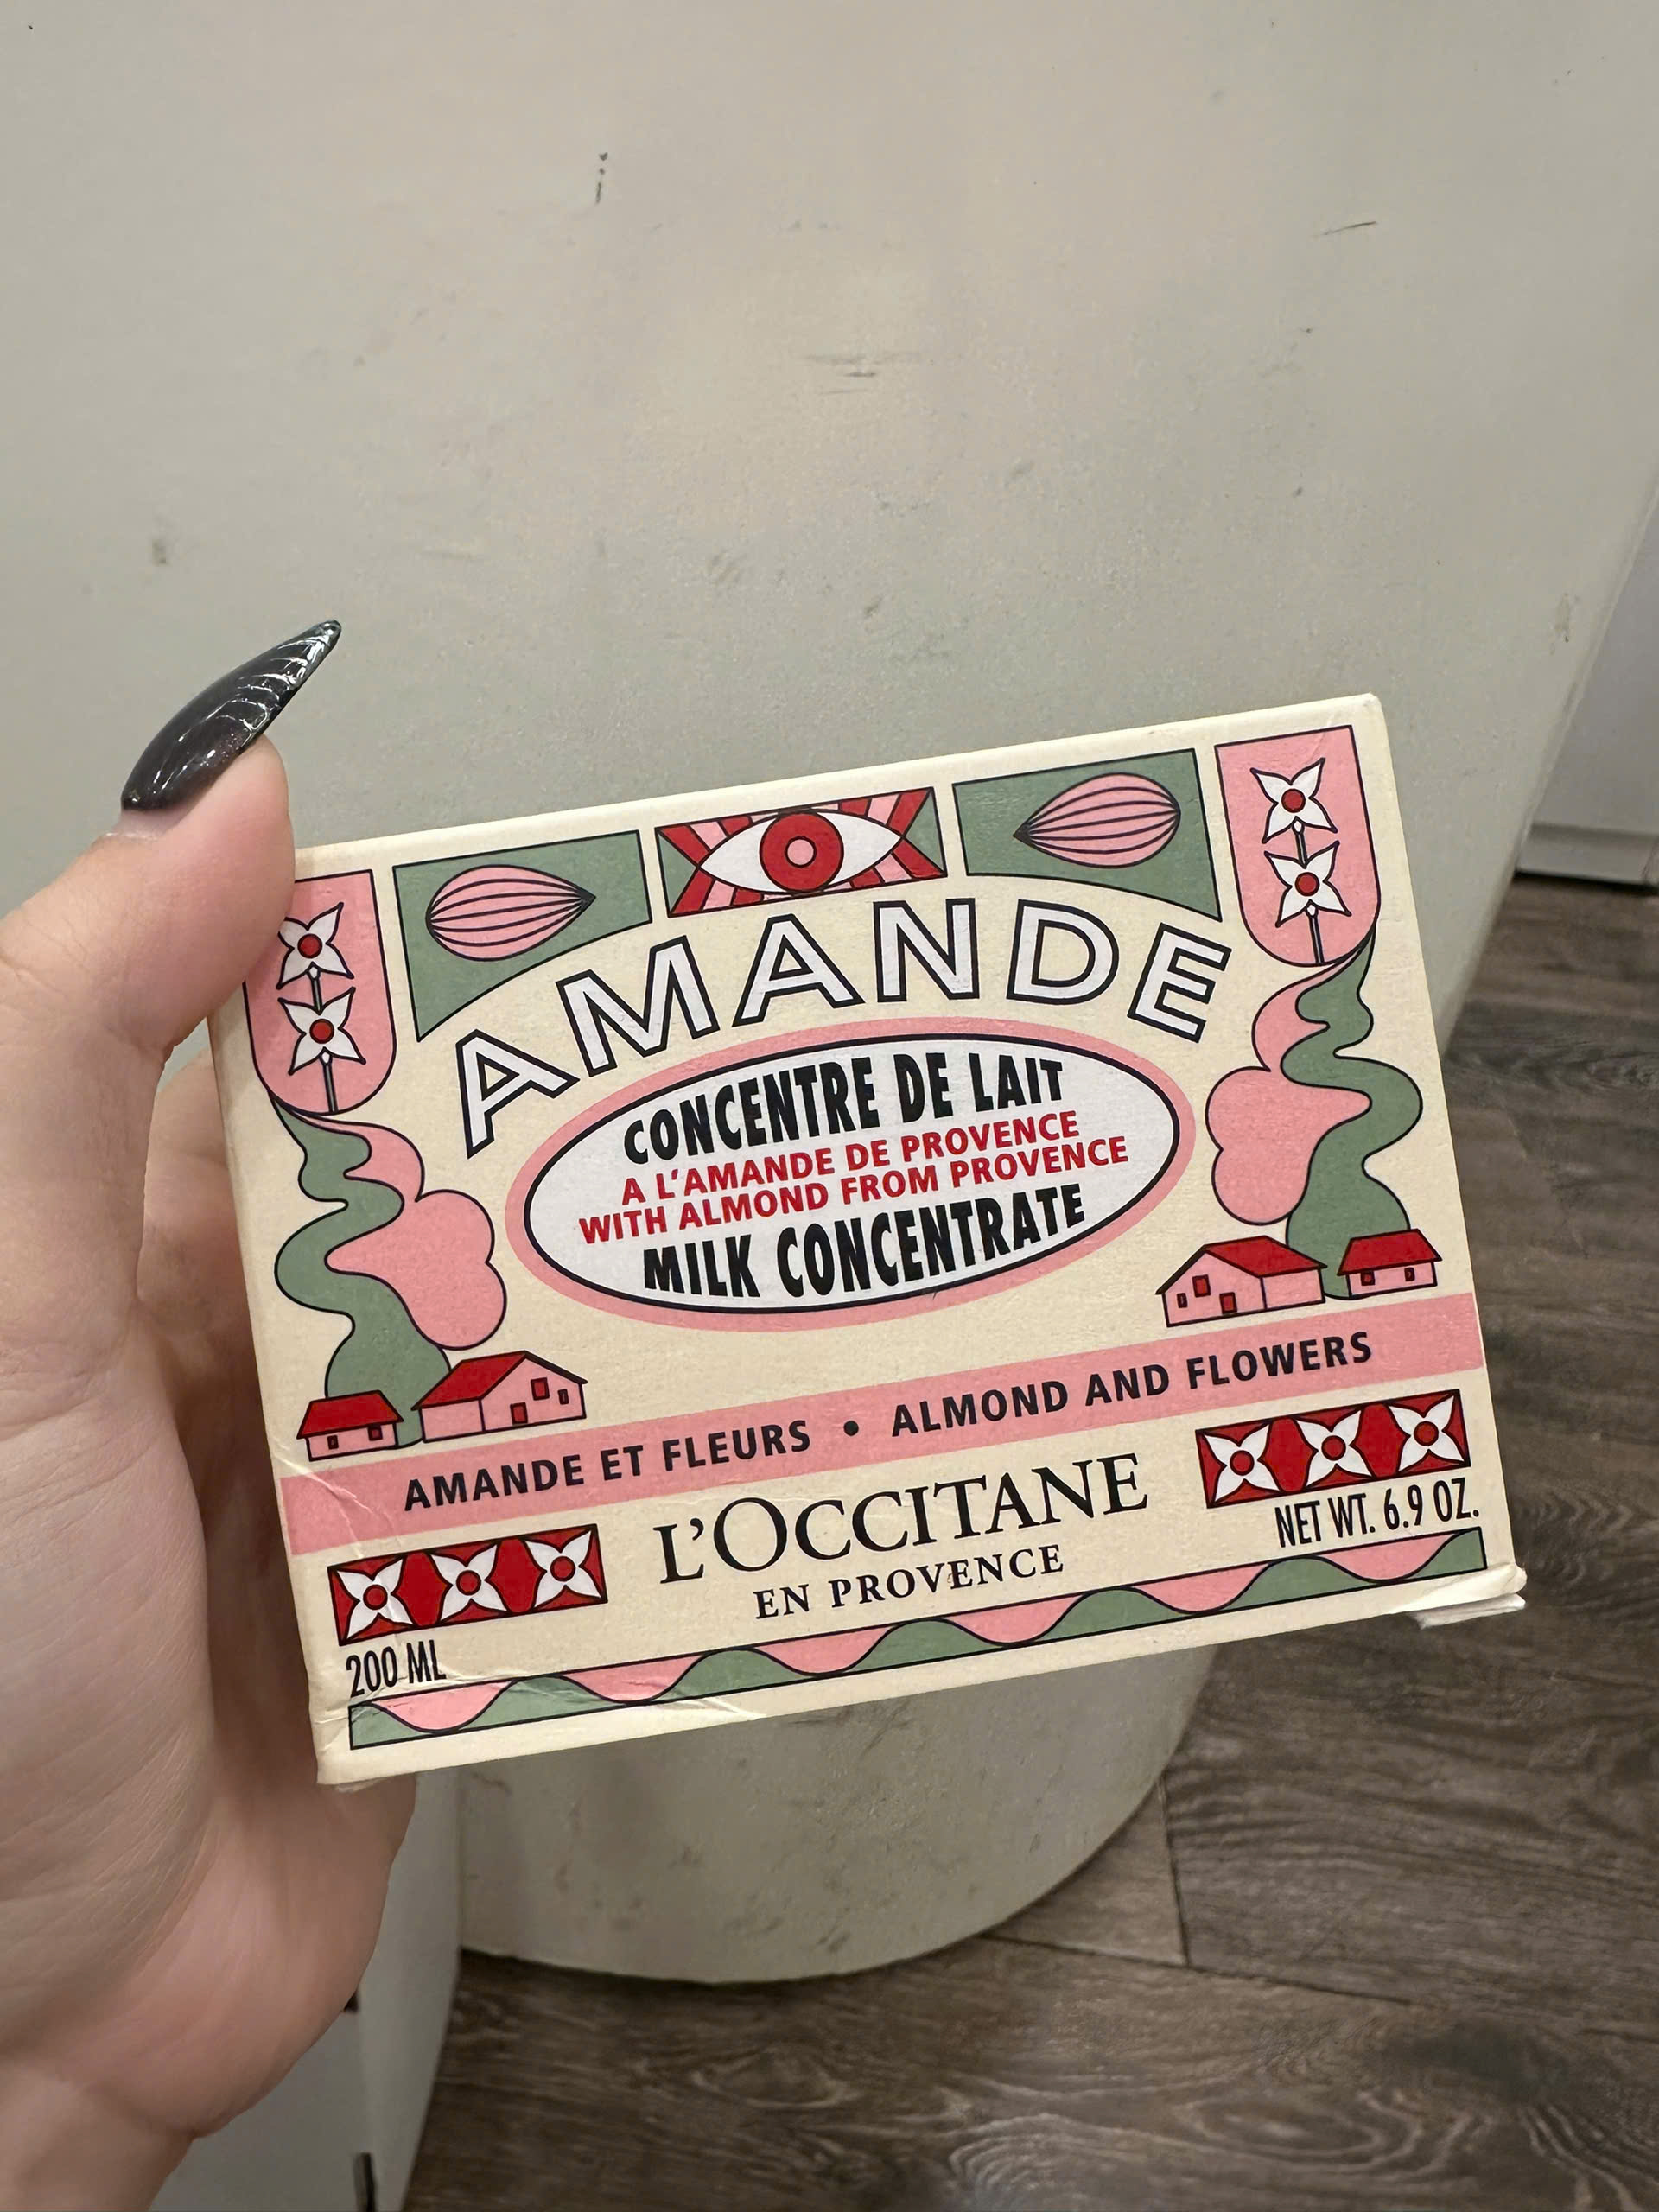 AMANDE
CONCENTRE DE LAIT
A L'AMANDE DE PROVENCE
WITH ALMOND FROM PROVENCE
MILK CONCENTRATE
AMANDE ET FLEURS • ALMOND AND FLOWERS
L'OCCITANE
EN PROVENCE
200 ML
NET WT. 6.9 OZ.